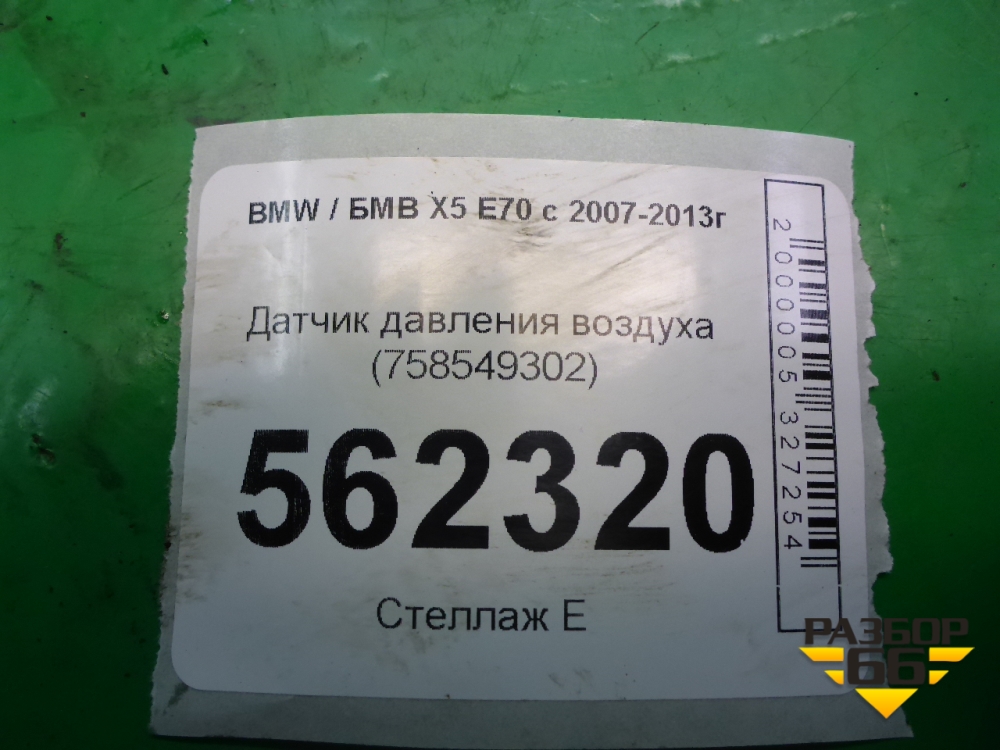 BMW / БМВ X5 E70 с 2007-2013г
Датчик давления воздуха
(758549302)
562320
Стеллаж Е
2000005327254
РАЗБОР
66